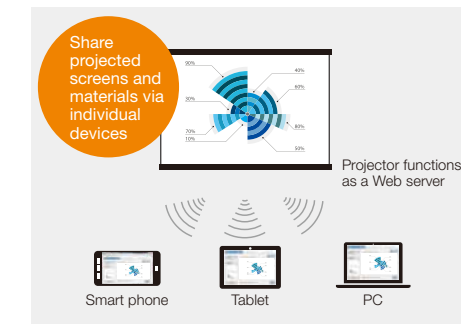 Share
projected
screens and
materials via
individual
devices
90%
40%
60%
30%
80%
70%
10%
50%
Projector functions
as a Web server
Smart phone
Tablet
PC